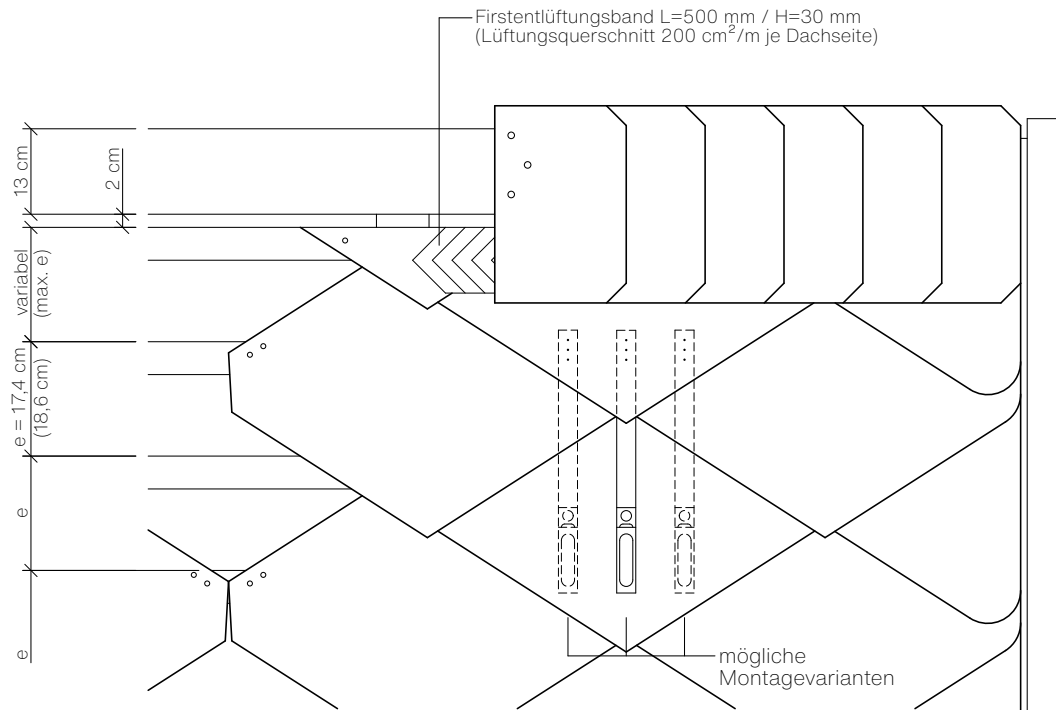 Firstentlüftungsband L=500 mm / H=30 mm
(Lüftungsquerschnitt 200 cm²/m je Dachseite)
13 cm
2 cm
variabel
(max. e)
e = 17,4 cm
(18,6 cm)
e
e
mögliche
Montagevarianten